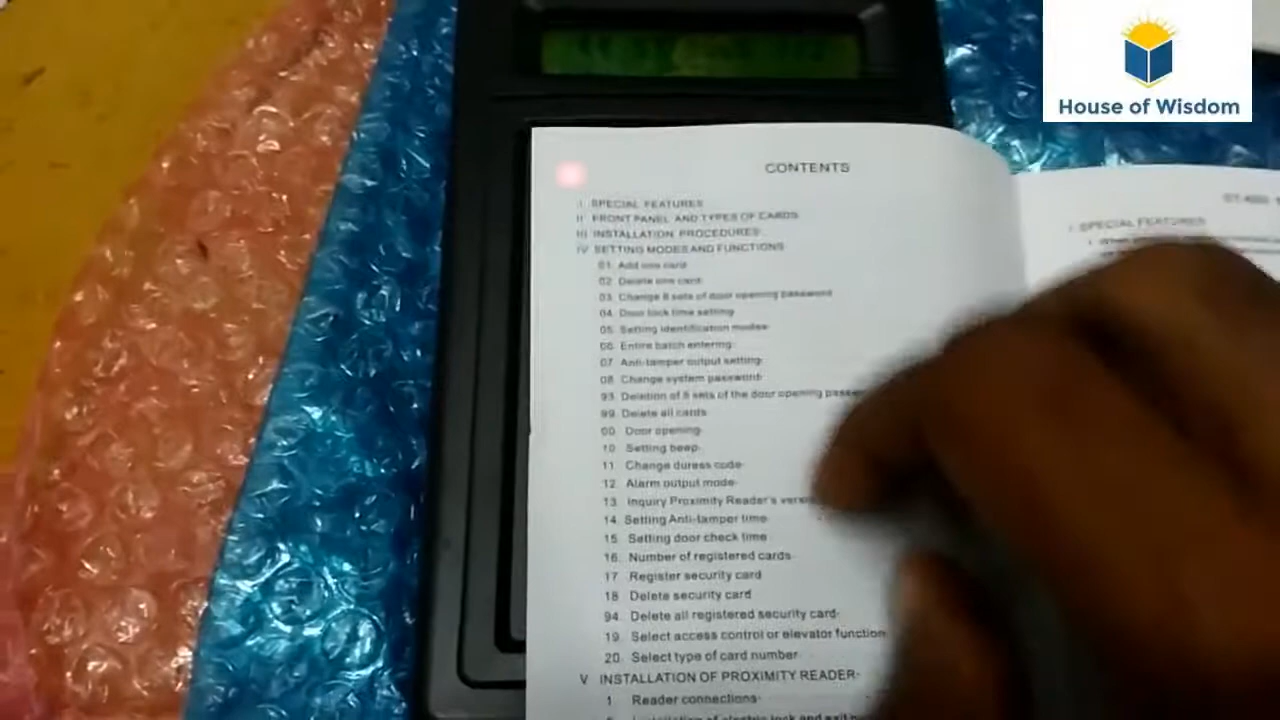 House of Wisdom
CONTENTS
I SPECIAL FEATURES
II FRONT PANEL AND TYPES OF CARDS
III INSTALLATION PROCEDURES
IV SETTING MODES AND FUNCTIONS
01. Add one card
02. Delete one card
03. Change 8 sets of door opening password
04. Door lock time setting
05. Setting identification modes
06. Entire batch entering
07. Anti-tamper output setting
08. Change system password
93. Deletion of 8 sets of the door opening
99. Delete all cards
00. Door opening
10. Setting beep
11. Change duress code
12. Alarm output mode
13. Inquiry Proximity Reader's
14. Setting Anti-tamper time
15. Setting door check time
16. Number of registered cards
17. Register security card
18. Delete security card
94. Delete all registered security card
19. Select access control or elevator function
20. Select type of card number
V INSTALLATION OF PROXIMITY READER
1 Reader connections
Installation of electric lock and exit
I SPECIAL FEATURES